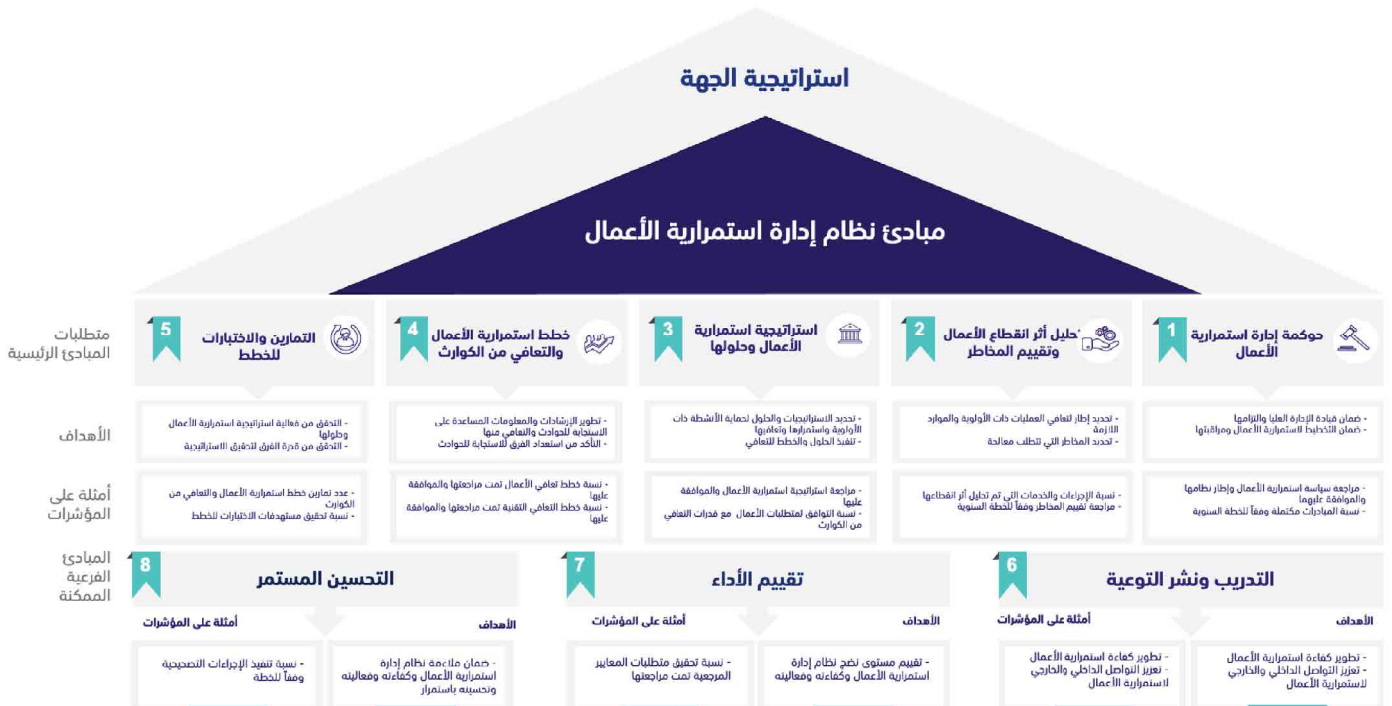 استراتيجية الجهة
مبادئ نظام إدارة استمرارية الأعمال
متطلبات
المبادئ الرئيسية
1
حوكمة إدارة استمرارية
الأعمال
2
تحليل أثر انقطاع الأعمال
وتقييم المخاطر
3
استراتيجية استمرارية
الأعمال وحلولها
4
خطط استمرارية الأعمال
والتعافي من الكوارث
5
التمارين والاختبارات
للخطط
الأهداف
- ضمان قيادة الإدارة العليا والتزامها
- ضمان التخطيط لاستمرارية الأعمال ومراقبتها
- تحديد إطار لتعافي العمليات ذات الأولوية والموارد
اللازمة
- تحديد المخاطر التي تتطلب معالجة
- تحديد الاستراتيجيات والحلول لحماية الأنشطة ذات
الأولوية واستمرارها وتعافيها
- تنفيذ الحلول والخطط للتعافي
- تطوير الإرشادات والمعلومات المساعدة على
الاستجابة للحوادث والتعافي منها
- التأكد من استعداد الفرق للاستجابة للحوادث
- التحقق من فعالية استراتيجية استمرارية الأعمال
وحلولها
- التحقق من قدرة الفرق لتحقيق الاستراتيجية
أمثلة على
المؤشرات
- مراجعة سياسة استمرارية الأعمال وإطار نظامها
والموافقة عليهما
- نسبة المبادرات مكتملة وفقاً للخطة السنوية
- نسبة الإجراءات والخدمات التي تم تحليل أثر انقطاعها
- مراجعة تقييم المخاطر وفقاً للخطة السنوية
- مراجعة استراتيجية استمرارية الأعمال والموافقة
عليها
- نسبة التوافق لمتطلبات الأعمال مع قدرات التعافي
من الكوارث
- نسبة خطط تعافي الأعمال تمت مراجعتها والموافقة
عليها
- نسبة خطط التعافي التقنية تمت مراجعتها والموافقة
عليها
- عدد تمارين خطط استمرارية الأعمال والتعافي من
الكوارث
- نسبة تحقيق مستهدفات الاختبارات للخطط
المبادئ
الفرعية
الممكنة
6
التدريب ونشر التوعية
الأهداف
أمثلة على المؤشرات
- تطوير كفاءة استمرارية الأعمال
- تعزيز التواصل الداخلي والخارجي
لاستمرارية الأعمال
- تطوير كفاءة استمرارية الأعمال
- تعزيز التواصل الداخلي والخارجي
لاستمرارية الأعمال
7
تقييم الأداء
الأهداف
أمثلة على المؤشرات
- تقييم مستوى نضج نظام إدارة
استمرارية الأعمال وكفاءته وفعاليته
- نسبة تحقيق متطلبات المعايير
المرجعية تمت مراجعتها
8
التحسين المستمر
الأهداف
أمثلة على المؤشرات
- ضمان ملاءمة نظام إدارة
استمرارية الأعمال وكفاءته وفعاليته
وتحسينه باستمرار
- نسبة تنفيذ الإجراءات التصحيحية
وفقاً للخطة